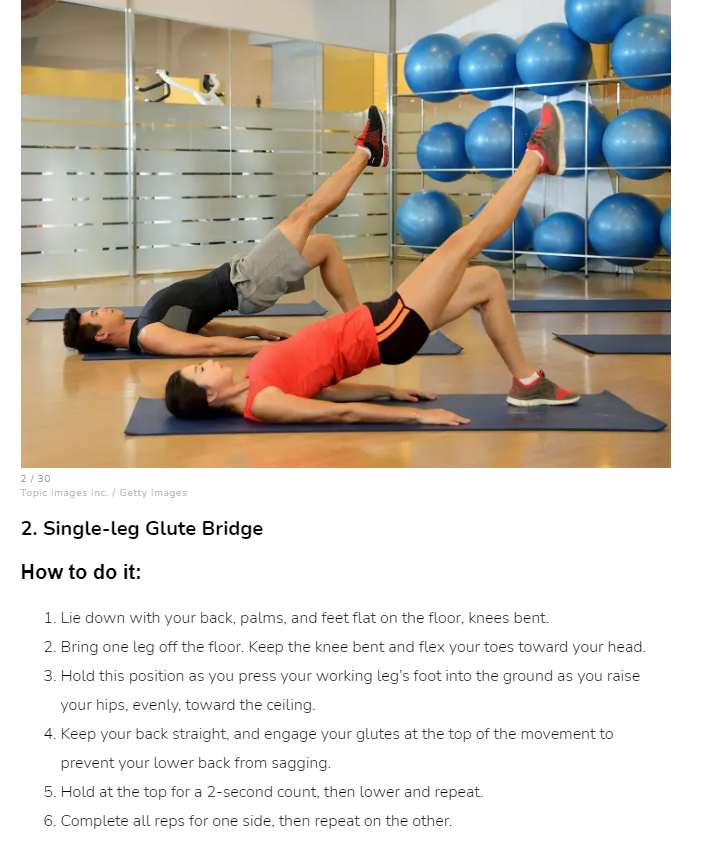 2 / 30
Topic Images Inc. / Getty Images
2. Single-leg Glute Bridge
How to do it:
1. Lie down with your back, palms, and feet flat on the floor, knees bent.
2. Bring one leg off the floor. Keep the knee bent and flex your toes toward your head.
3. Hold this position as you press your working leg’s foot into the ground as you raise
your hips, evenly, toward the ceiling.
4. Keep your back straight, and engage your glutes at the top of the movement to
prevent your lower back from sagging.
5. Hold at the top for a 2-second count, then lower and repeat.
6. Complete all reps for one side, then repeat on the other.